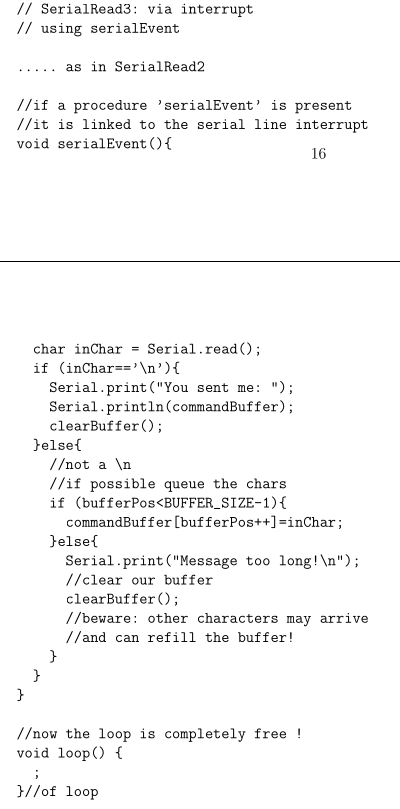 // SerialRead3: via interrupt
// using serialEvent
..... as in SerialRead2
//if a procedure 'serialEvent' is present
//it is linked to the serial line interrupt
void serialEvent(){
16
char inChar = Serial.read();
if (inChar=='\n'){
Serial.print("You sent me: ");
Serial.println(commandBuffer);
clearBuffer();
}else{
//not a \n
//if possible queue the chars
if (bufferPos<BUFFER_SIZE-1){
commandBuffer[bufferPos++]=inChar;
}else{
Serial.print("Message too long!\n");
//clear our buffer
clearBuffer();
//beware: other characters may arrive
//and can refill the buffer!
}
}
}
//now the loop is completely free !
void loop() {
;
}//of loop